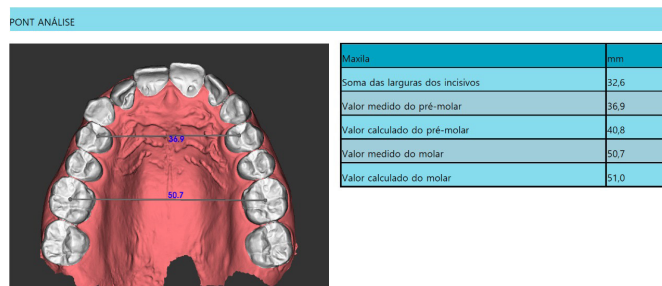 PONT ANÁLISE
36.9
50.7
Maxila mm
Soma das larguras dos incisivos 32,6
Valor medido do pré-molar 36,9
Valor calculado do pré-molar 40,8
Valor medido do molar 50,7
Valor calculado do molar 51,0